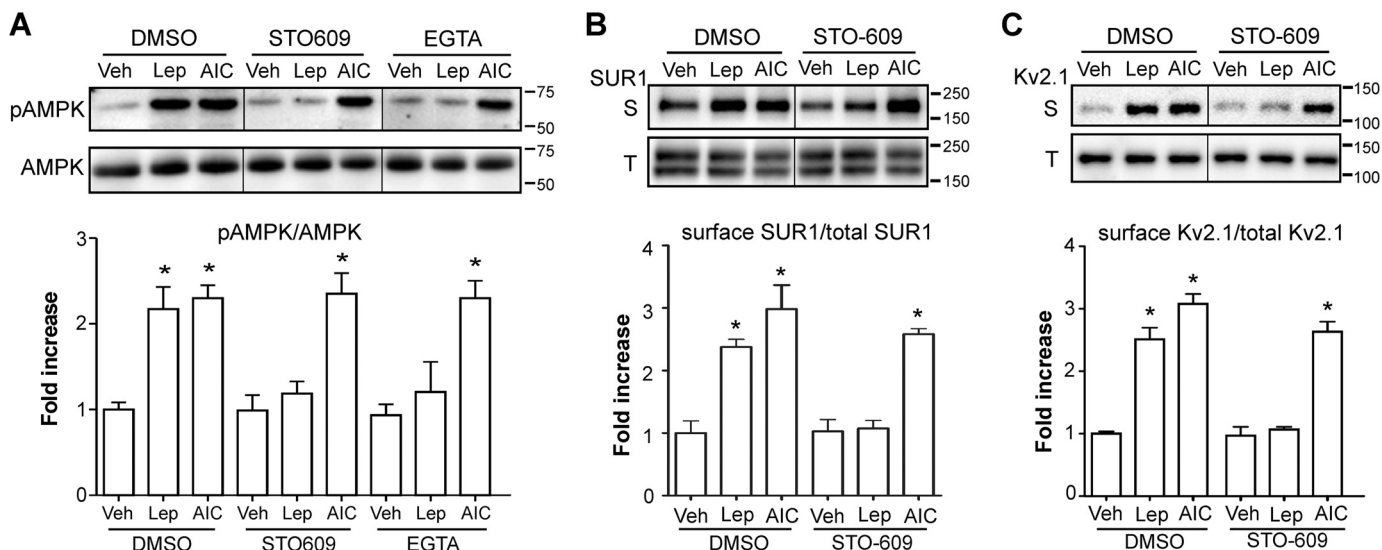 A
DMSO STO609 EGTA
Veh Lep AIC Veh Lep AIC Veh Lep AIC
pAMPK
75
50
AMPK
75
50
pAMPK/AMPK
Fold increase
3
2
1
0
Veh Lep AIC Veh Lep AIC Veh Lep AIC
DMSO STO609 EGTA
* * * *
B
DMSO STO-609
SUR1 Veh Lep AIC Veh Lep AIC
S
250
150
T
250
150
surface SUR1/total SUR1
Fold increase
4
3
2
1
0
* * *
Veh Lep AIC Veh Lep AIC
DMSO STO-609
C
DMSO STO-609
Kv2.1 Veh Lep AIC Veh Lep AIC
S
150
100
T
150
100
surface Kv2.1/total Kv2.1
Fold increase
4
3
2
1
0
* * *
Veh Lep AIC Veh Lep AIC
DMSO STO-609